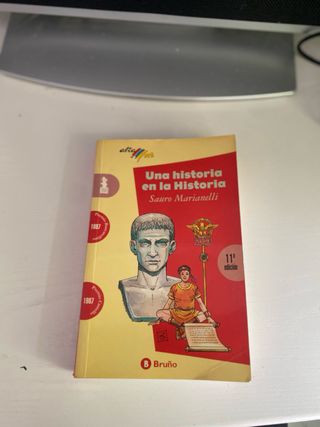 Una historia
en la Historia
Sauro Marianelli
1987
1987
11ª
edición
B Bruño